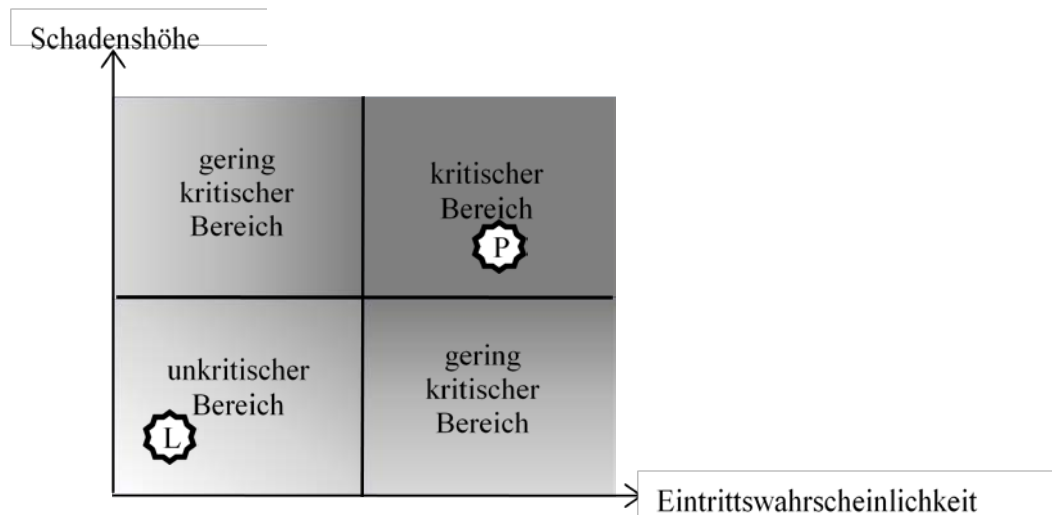 Schadenshöhe
gering
kritischer
Bereich
kritischer
Bereich
P
unkritischer
Bereich
L
gering
kritischer
Bereich
Eintrittswahrscheinlichkeit